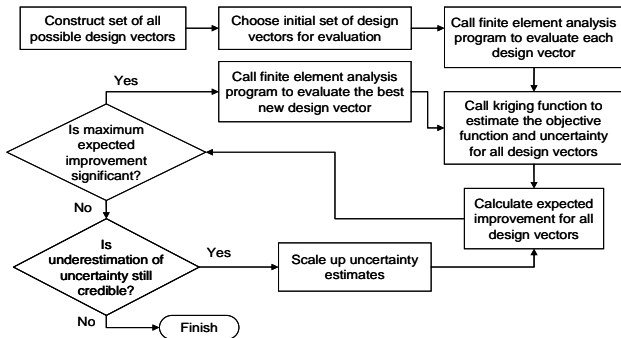 Construct set of all
possible design vectors
Choose initial set of design
vectors for evaluation
Call finite element analysis
program to evaluate each
design vector
Yes
Call finite element analysis
program to evaluate the best
new design vector
Call kriging function to
estimate the objective
function and uncertainty
for all design vectors
Is maximum
expected
improvement
significant?
No
Calculate expected
improvement for all
design vectors
Is
underestimation of
uncertainty still
credible?
Yes
Scale up uncertainty
estimates
No
Finish